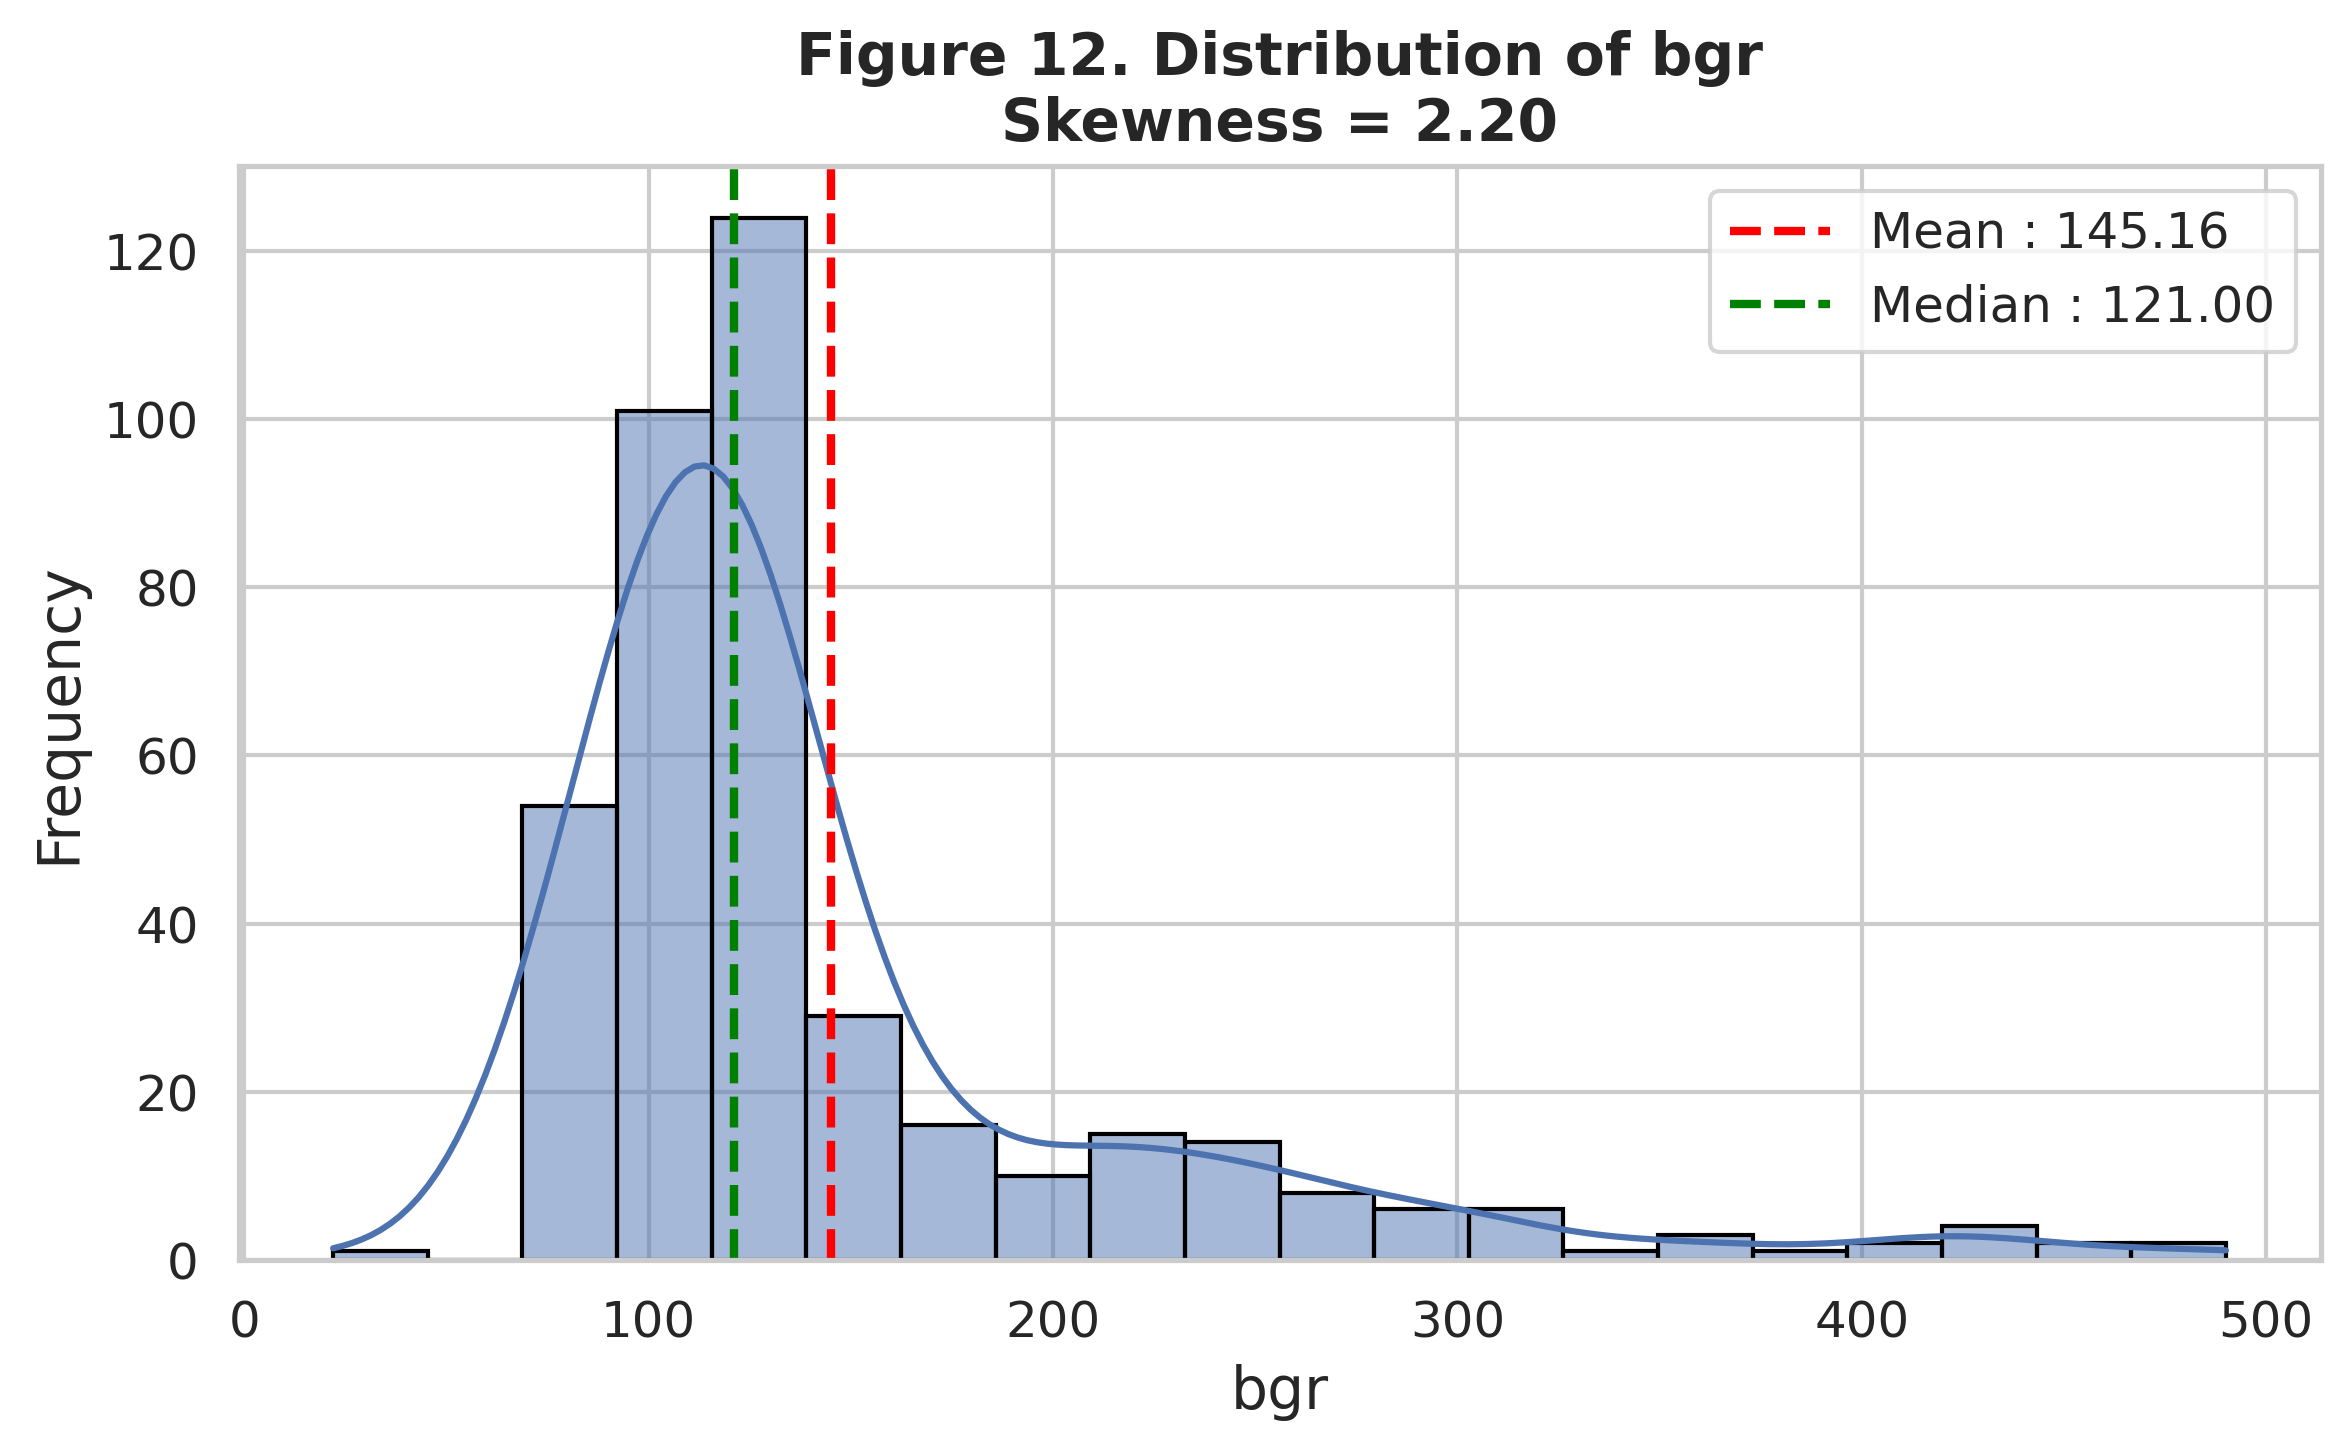 Figure 12. Distribution of bgr
Skewness = 2.20
Mean : 145.16
Median : 121.00
Frequency
120
100
80
60
40
20
0
0 100 200 300 400 500
bgr